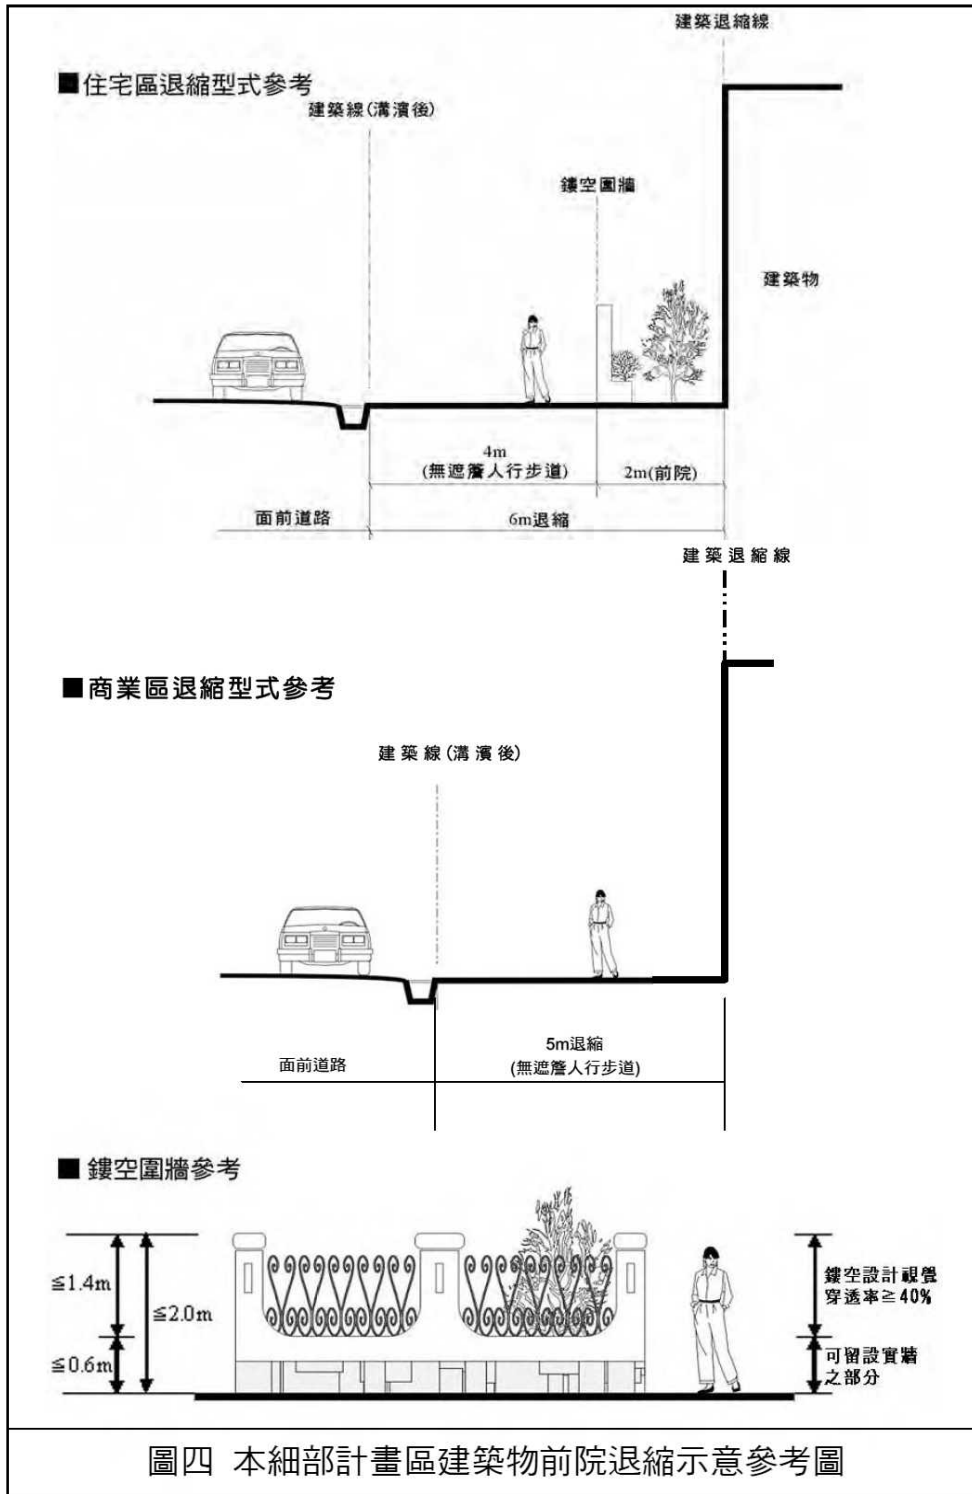 建築退縮線
■住宅區退縮型式參考
建築線(溝濱後)
鏤空圍牆
建築物
4m
(無遮簷人行步道)
2m(前院)
面前道路
6m退縮
建築退縮線
■商業區退縮型式參考
建築線(溝濱後)
5m退縮
面前道路
(無遮簷人行步道)
■ 鏤空圍牆參考
≦1.4m
≦2.0m
≦0.6m
鏤空設計視覺
穿透率≧40%
可留設實牆
之部分
圖四 本細部計畫區建築物前院退縮示意參考圖